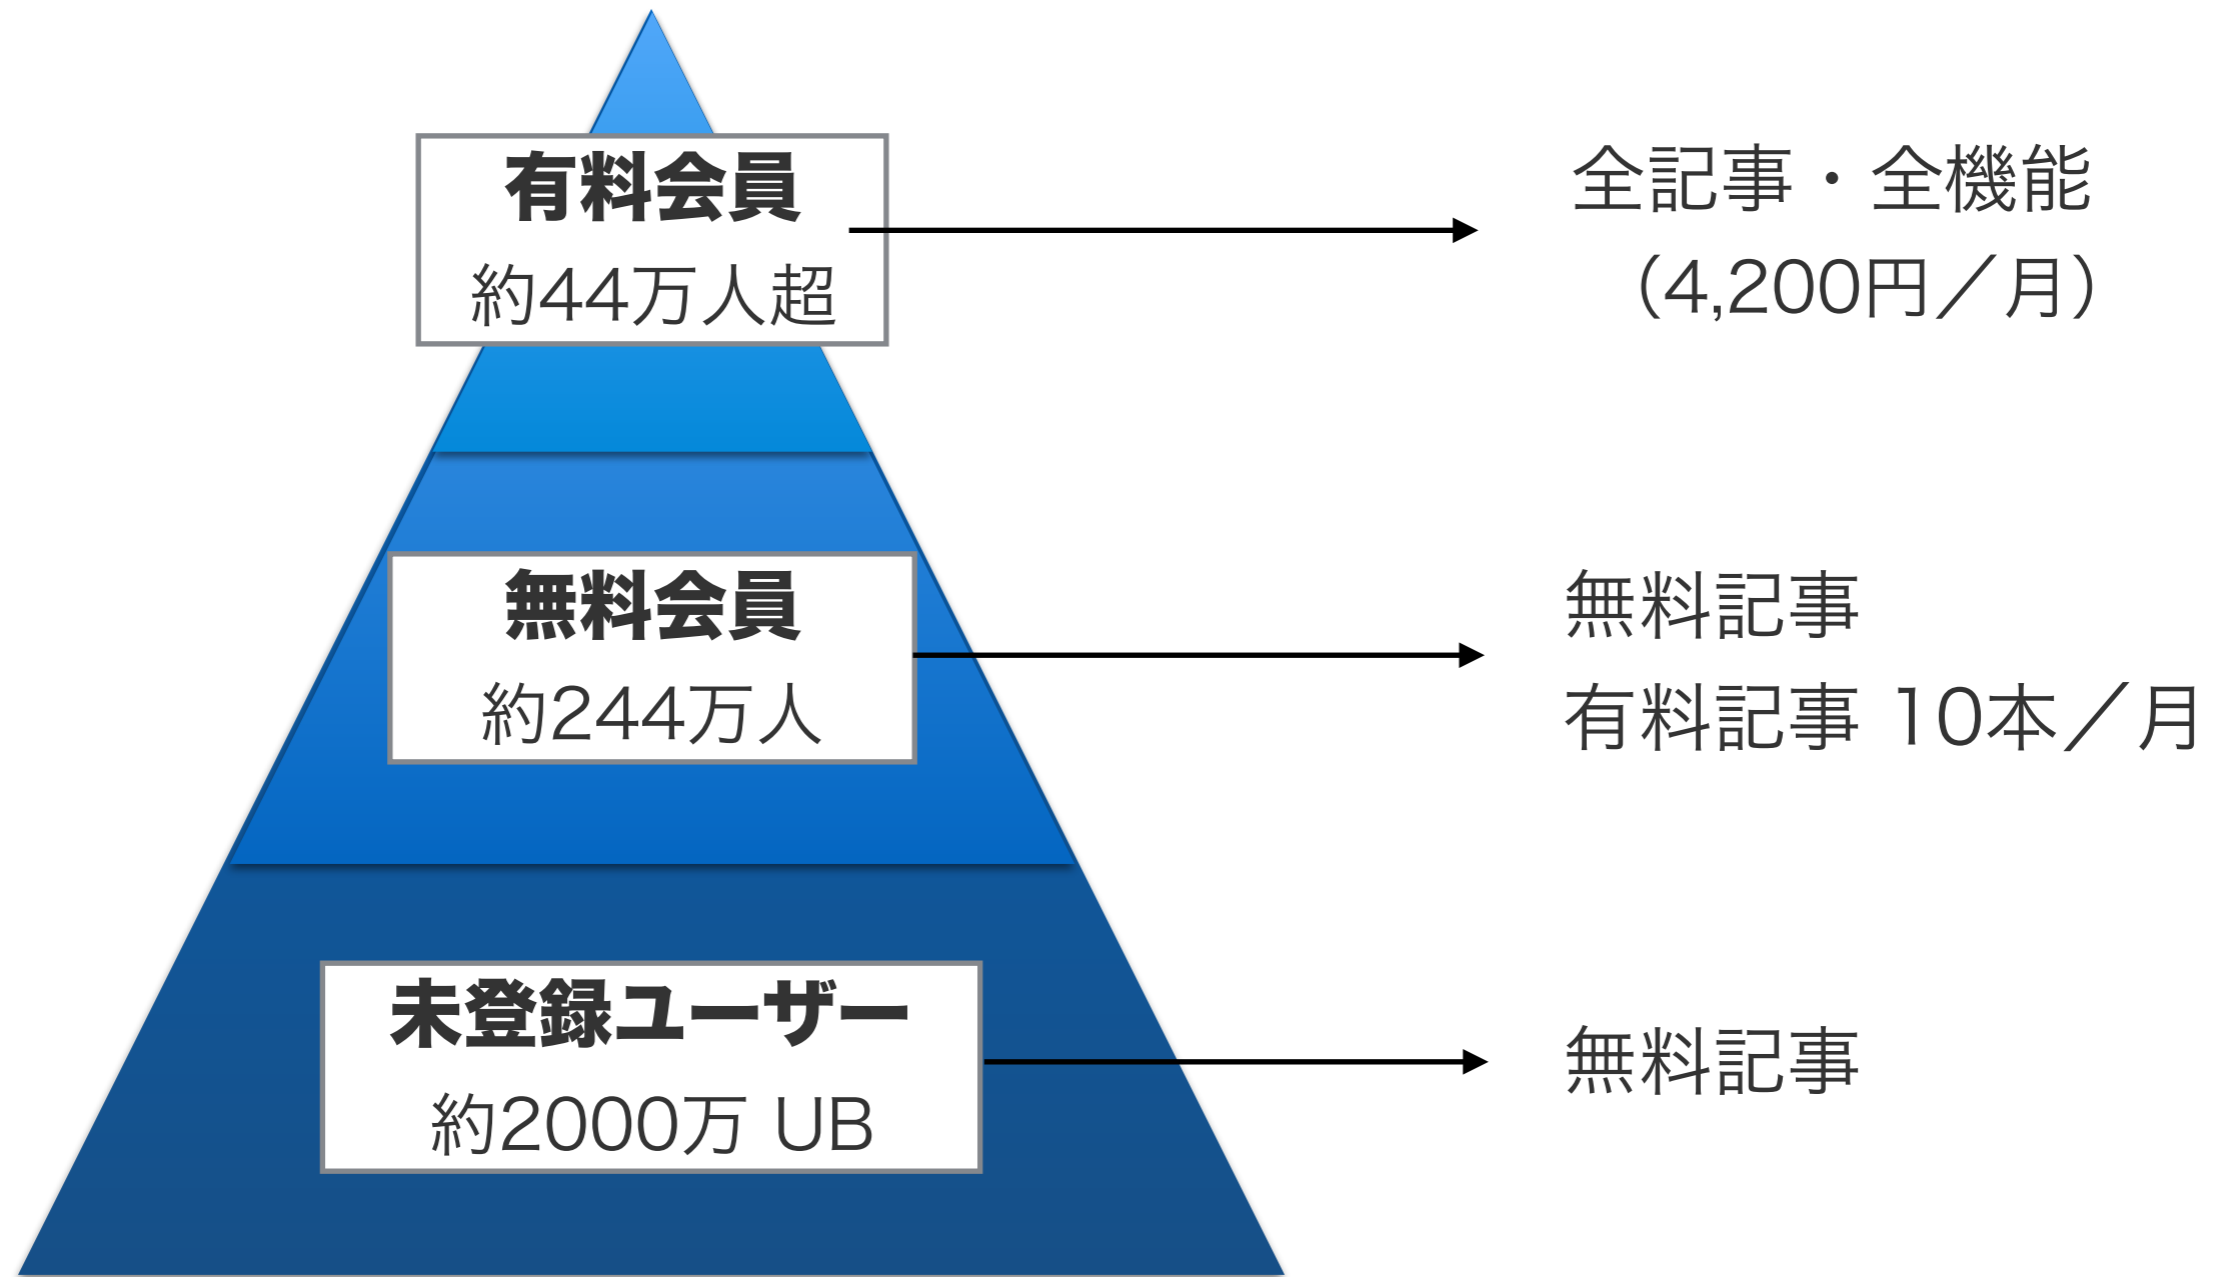 有料会員
約44万人超
全記事・全機能
（4,200円／月）
無料会員
約244万人
無料記事
有料記事 10本／月
未登録ユーザー
約2000万 UB
無料記事